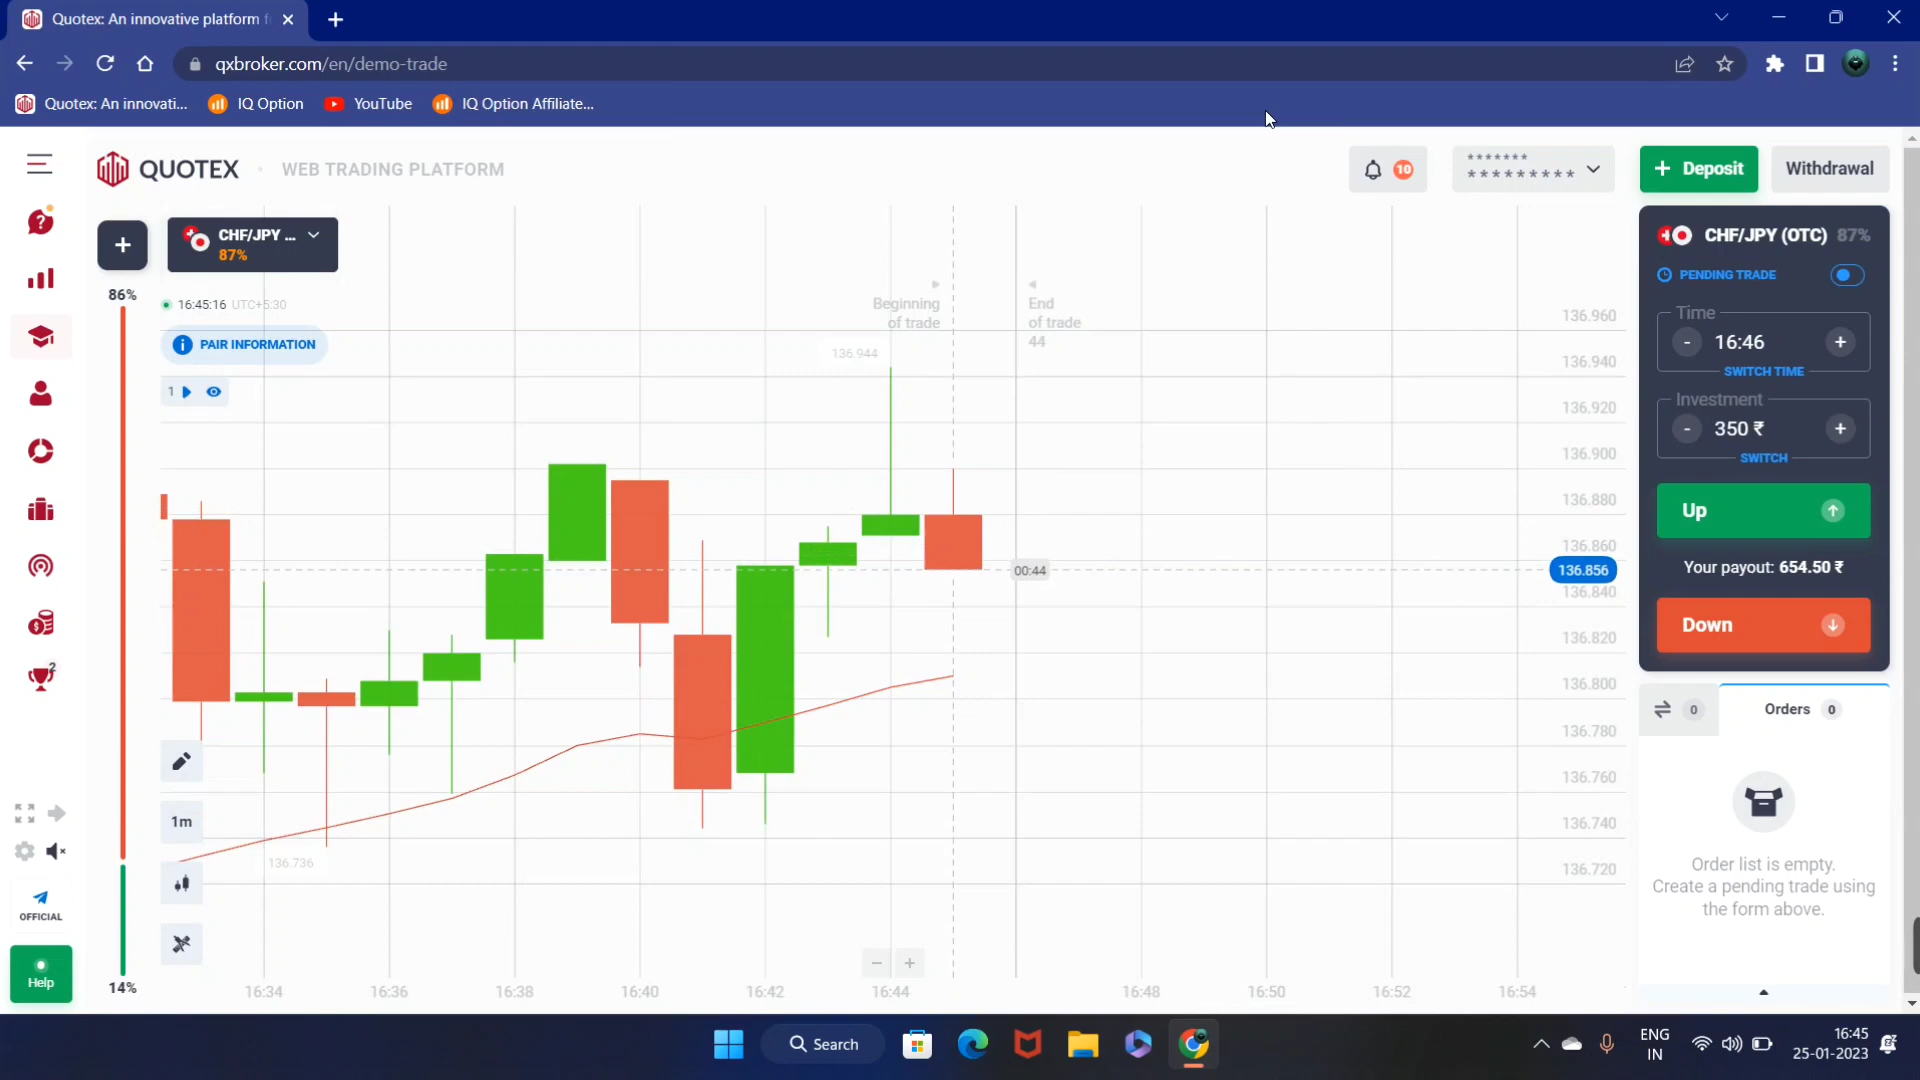 Quotex: An innovative platform f
qxbroker.com/en/demo-trade
Quotex: An innovati...
IQ Option
YouTube
IQ Option Affiliate...
QUOTEX
WEB TRADING PLATFORM
10
*******
*********
+ Deposit
Withdrawal
+
CHF/JPY ...
87%
86%
16:45:16 UTC+5:30
PAIR INFORMATION
1
Beginning
of trade
End
of trade
44
136.944
136.736
00:44
136.960
136.940
136.920
136.900
136.880
136.860
136.856
136.840
136.820
136.800
136.780
136.760
136.740
136.720
CHF/JPY (OTC) 87%
PENDING TRADE
Time
- 16:46 +
SWITCH TIME
Investment
- 350 ₹ +
SWITCH
Up
Your payout: 654.50 ₹
Down
0
Orders 0
Order list is empty.
Create a pending trade using
the form above.
2
1m
OFFICIAL
Help
14%
− +
16:34
16:36
16:38
16:40
16:42
16:44
16:48
16:50
16:52
16:54
Search
ENG
IN
16:45
25-01-2023